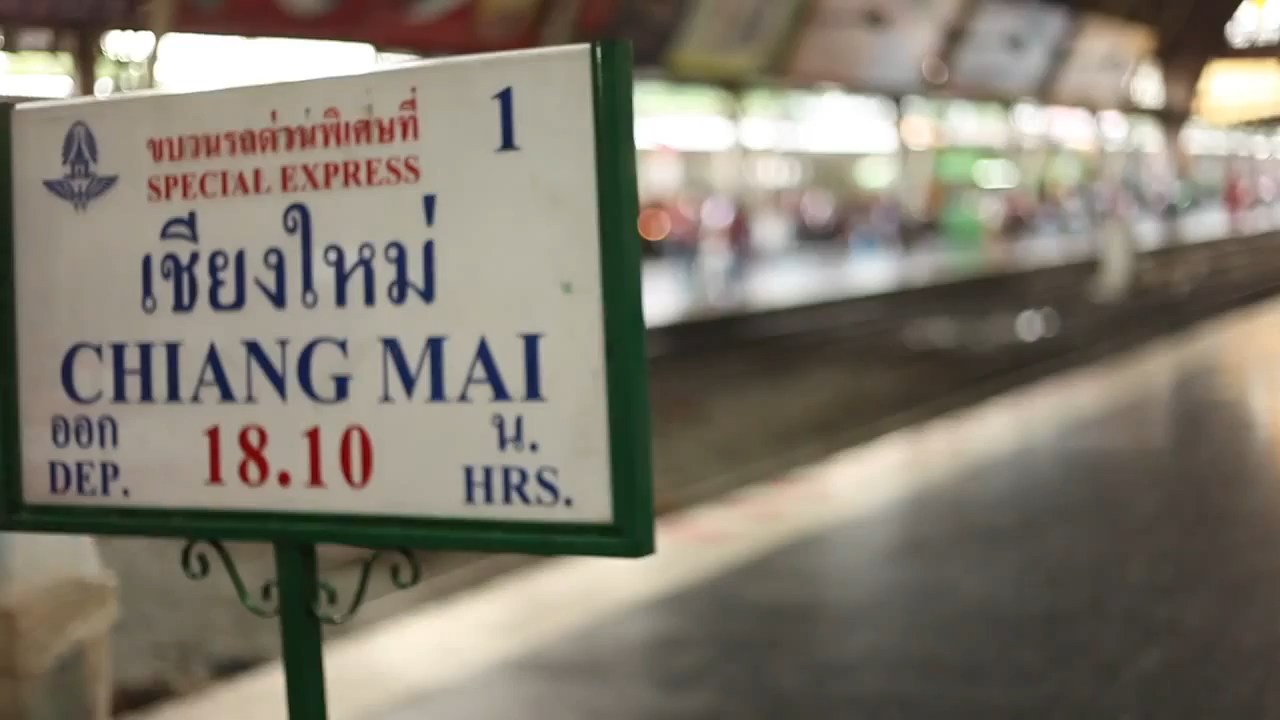 ขบวนรถด่วนพิเศษที่ 1
SPECIAL EXPRESS
เชียงใหม่
CHIANG MAI
ออก 18.10 น.
DEP. HRS.